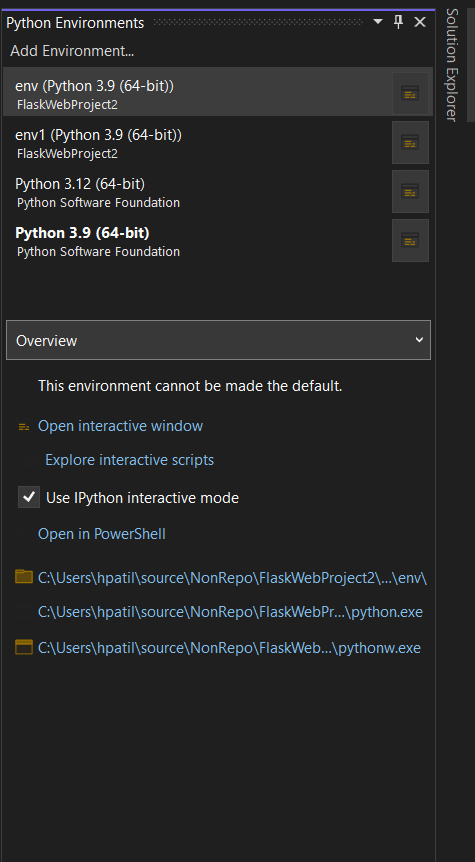 Python Environments
Solution Explorer
Add Environment...
env (Python 3.9 (64-bit))
FlaskWebProject2
env1 (Python 3.9 (64-bit))
FlaskWebProject2
Python 3.12 (64-bit)
Python Software Foundation
Python 3.9 (64-bit)
Python Software Foundation
Overview
This environment cannot be made the default.
Open interactive window
Explore interactive scripts
Use IPython interactive mode
Open in PowerShell
C:\Users\hpatil\source\NonRepo\FlaskWebProject2\...\env\
C:\Users\hpatil\source\NonRepo\FlaskWebPr...\python.exe
C:\Users\hpatil\source\NonRepo\FlaskWeb...\pythonw.exe